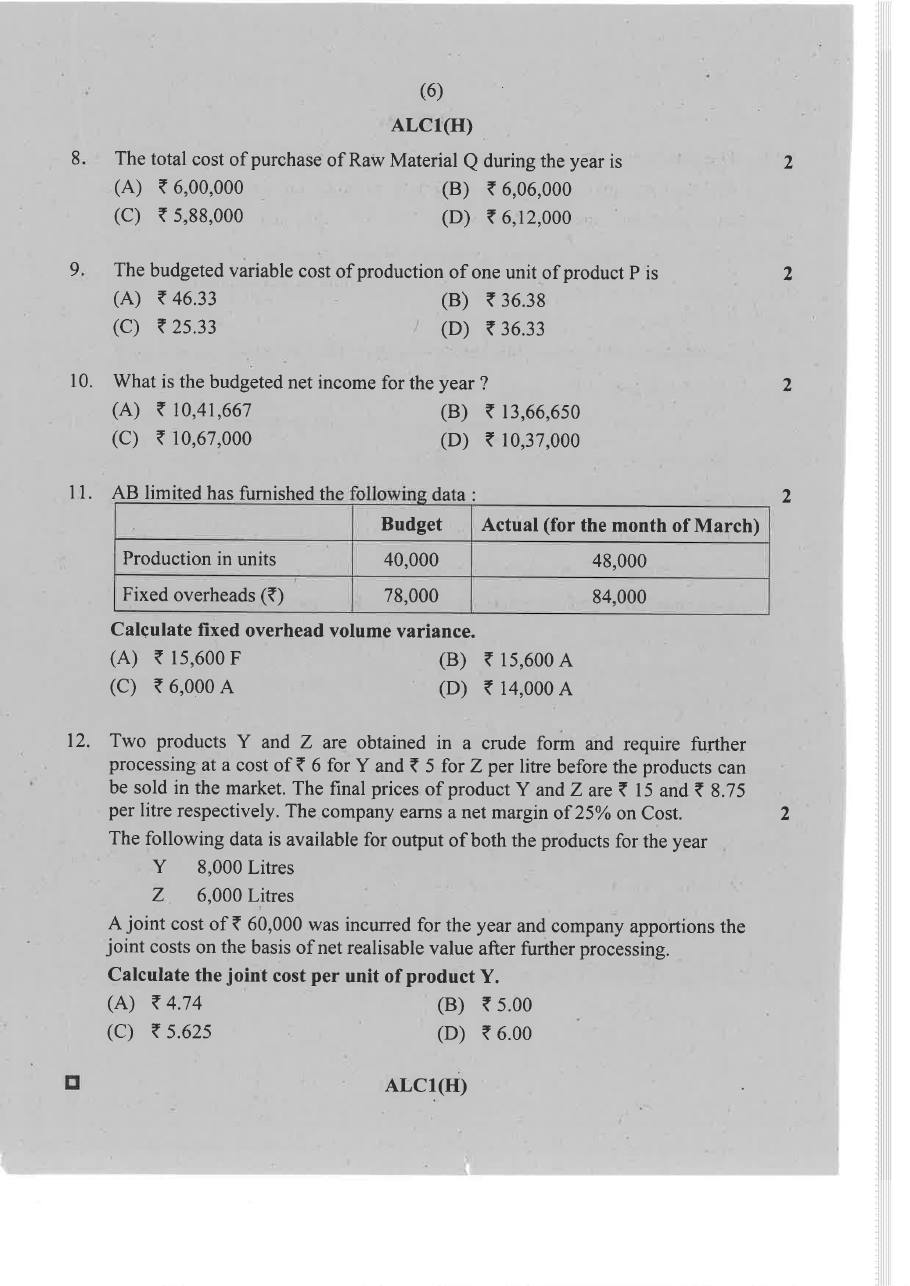 (6)
ALC1(H)
8. The total cost of purchase of Raw Material Q during the year is 2
(A) ₹ 6,00,000 (B) ₹ 6,06,000
(C) ₹ 5,88,000 (D) ₹ 6,12,000
9. The budgeted variable cost of production of one unit of product P is 2
(A) ₹ 46.33 (B) ₹ 36.38
(C) ₹ 25.33 (D) ₹ 36.33
10. What is the budgeted net income for the year ? 2
(A) ₹ 10,41,667 (B) ₹ 13,66,650
(C) ₹ 10,67,000 (D) ₹ 10,37,000
11. AB limited has furnished the following data : 2
Budget Actual (for the month of March)
Production in units 40,000 48,000
Fixed overheads (₹) 78,000 84,000
Calculate fixed overhead volume variance.
(A) ₹ 15,600 F (B) ₹ 15,600 A
(C) ₹ 6,000 A (D) ₹ 14,000 A
12. Two products Y and Z are obtained in a crude form and require further
processing at a cost of ₹ 6 for Y and ₹ 5 for Z per litre before the products can
be sold in the market. The final prices of product Y and Z are ₹ 15 and ₹ 8.75
per litre respectively. The company earns a net margin of 25% on Cost. 2
The following data is available for output of both the products for the year
Y 8,000 Litres
Z 6,000 Litres
A joint cost of ₹ 60,000 was incurred for the year and company apportions the
joint costs on the basis of net realisable value after further processing.
Calculate the joint cost per unit of product Y.
(A) ₹ 4.74 (B) ₹ 5.00
(C) ₹ 5.625 (D) ₹ 6.00
ALC1(H)